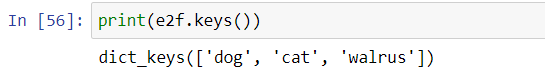 In [56]: print(e2f.keys())
dict_keys(['dog', 'cat', 'walrus'])